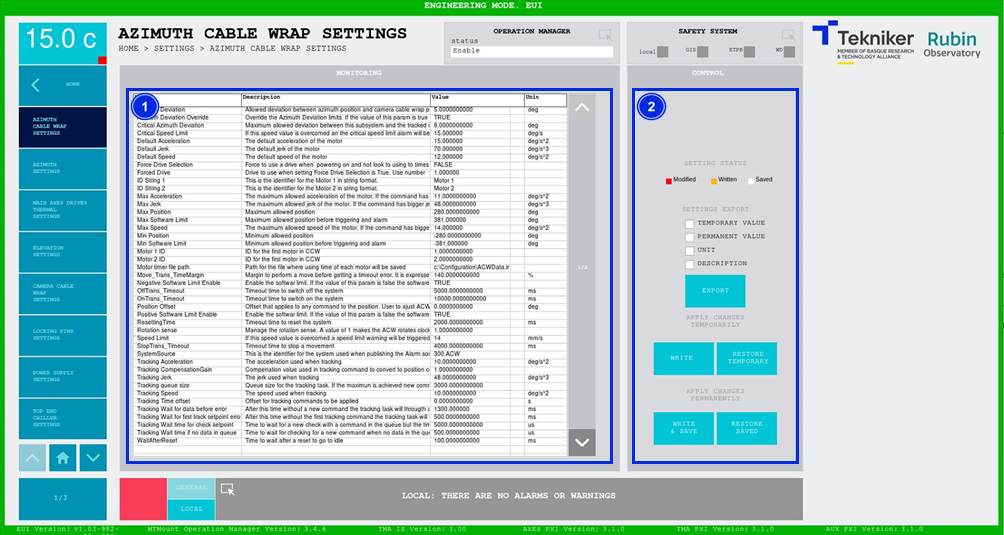 ENGINEERING MODE. EUI
15.0 c
AZIMUTH CABLE WRAP SETTINGS
HOME > SETTINGS > AZIMUTH CABLE WRAP SETTINGS
OPERATION MANAGER
status
Enable
SAFETY SYSTEM
local GIS ETPB WD
Tekniker
MEMBER OF BASQUE RESEARCH
& TECHNOLOGY ALLIANCE
Rubin
Observatory
HOME
AZIMUTH
CABLE WRAP
SETTINGS
AZIMUTH
SETTINGS
MAIN AXES DRIVES
THERMAL
SETTINGS
ELEVATION
SETTINGS
CAMERA CABLE
WRAP
SETTINGS
LOCKING PINS
SETTINGS
POWER SUPPLY
SETTINGS
TOP END
CHILLER
SETTINGS
1/3
MONITORING
1
Description Value Unit
Deviation Allowed deviation between azimuth position and camera cable wrap p 5.0000000000 deg
Deviation Override Override the Azimuth Deviation limits. If the value of this param is true TRUE
Critical Azimuth Deviation Maximum allowed deviation between this subsystem and the tracked 8.0000000000 deg
Critical Speed Limit If this speed value is overcomed an the critical speed limit alarm will be 15.000000 deg/s
Default Acceleration The default acceleration of the motor 15.000000 deg/s^2
Default Jerk The default jerk of the motor 70.000000 deg/s^3
Default Speed The default speed of the motor 12.000000 deg/s^2
Force Drive Selection Force to use a drive when powering on and not look to using to times FALSE
Forced Drive Drive to use when setting Force Drive Selection is True. Use number 1.000000
ID String 1 This is the identifier for the Motor 1 in string format. Motor 1
ID String 2 This is the identifier for the Motor 2 in string format. Motor 2
Max Acceleration The maximum allowed acceleration of the motor. If the command has 11.0000000000 deg/s^2
Max Jerk The maximum allowed jerk of the motor. If the command has bigger je 48.0000000000 deg/s^3
Max Position Maximum allowed position 280.0000000000 deg
Max Software Limit Maximum allowed position before triggering and alarm 381.000000 deg
Max Speed The maximum allowed speed of the motor. If the command has bigge 14.000000 deg/s^2
Min Position Minimum allowed position -280.0000000000 deg
Min Software Limit Minimum allowed position before triggering and alarm -381.000000 deg
Motor 1 ID ID for the first motor in CCW 1.0000000000
Motor 2 ID ID for the first motor in CCW 2.0000000000
Motor timer file path Path for the file where using time of each motor will be saved c:\Configuration\ACWData.in
Move_Trans_TimeMargin Margin to perform a move before getting a timeout error. It is expresse 140.0000000000 %
Negative Software Limit Enable Enable the softwar limit. If the value of this param is false the softwar TRUE
OffTrans_Timeout Timeout time to switch off the system 5000.0000000000 ms
OnTrans_Timeout Timeout time to switch on the system 10000.0000000000 ms
Position Offset Offset that applies to any command to the position. User to ajust ACW 0.0000000000 deg
Positive Software Limit Enable Enable the softwar limit. If the value of this param is false the softwar TRUE
ResettingTime Timeout time to reset the system 2000.0000000000 ms
Rotation sense Manage the rotation sense. A value of 1 makes the ACW rotates clock 1.0000000000
Speed Limit If this speed value is overcomed a speed limit warning will be triggered 14 mm/s
StopTrans_Timeout Timeout time to stop a movement 4000.0000000000 ms
SystemSource This is the identifier for the system used when publishing the Alarm so 300.ACW
Tracking Acceleration The acceleration used when tracking 10.0000000000 deg/s^2
Tracking CompensationGain Compenation value used in tracking command to convert to position o 1.0000000000
Tracking Jerk The jerk used when tracking 48.0000000000 deg/s^3
Tracking queue size Queue size for the tracking task. If the maximun is achieved new com 3000.0000000000
Tracking Speed The speed used when tracking 10.0000000000 deg/s^2
Tracking Time offset Offset for tracking commands to be applied 0.0000000000 s
Tracking Wait for data before error After this time without a new command the tracking task will through a 1300.000000 ms
Tracking Wait for first track setpoint erro After this time without the first tracking command the tracking task will 500.0000000000 ms
Tracking Wait time for check setpoint Time to wait for a new check with a command in the queue but the tim 500.0000000000 us
Tracking Wait time if no data in queue Time to wait for checking for a new command when no data in the qu 500.0000000000 us
WaitAfterReset Time to wait after a reset to go to idle 100.0000000000 ms
1/2
CONTROL
2
SETTING STATUS
Modified Written Saved
SETTINGS EXPORT
TEMPORARY VALUE
PERMANENT VALUE
UNIT
DESCRIPTION
EXPORT
APPLY CHANGES
TEMPORARILY
WRITE
RESTORE
TEMPORARY
APPLY CHANGES
PERMANENTLY
WRITE
& SAVE
RESTORE
SAVED
GENERAL
LOCAL
LOCAL: THERE ARE NO ALARMS OR WARNINGS
EUI Version: v1.03-982- MTMount Operation Manager Version: 3.4.6 TMA IS Version: 3.00 AXES PXI Version: 3.1.0 TMA PXI Version: 3.1.0 AUX PXI Version: 3.1.0